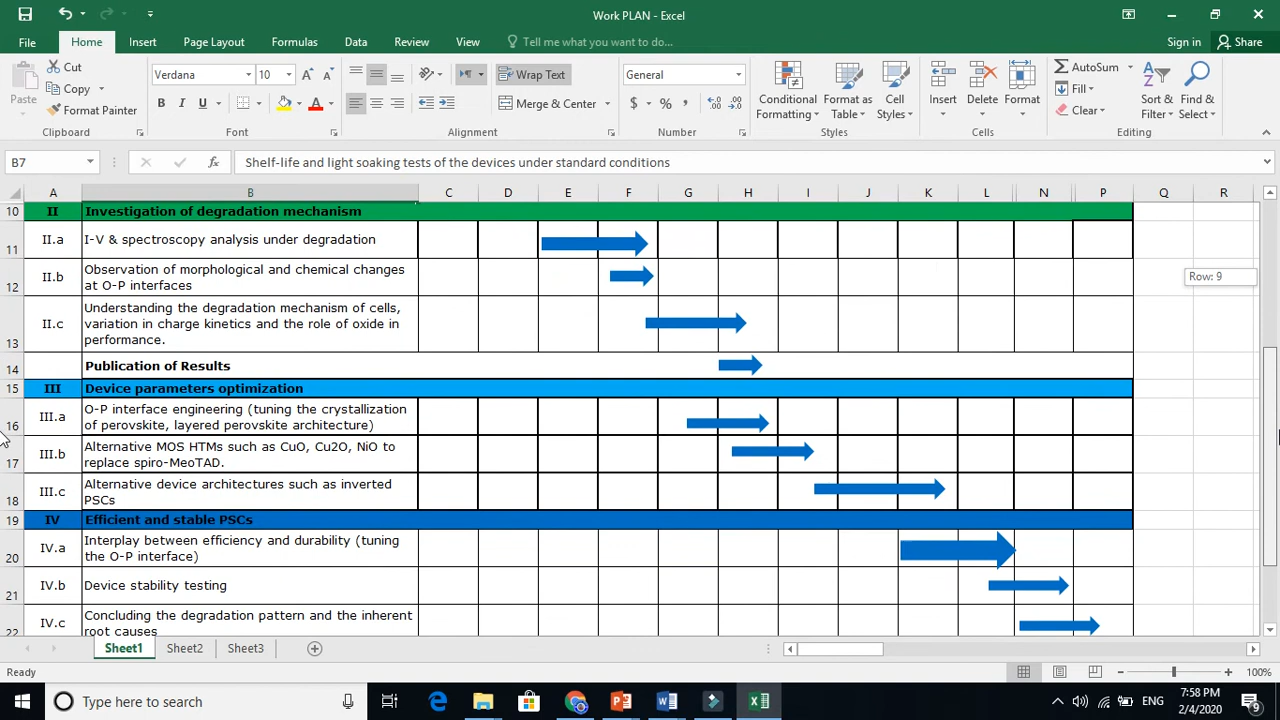 Work PLAN - Excel
File Home Insert Page Layout Formulas Data Review View Tell me what you want to do... Sign in Share
Paste
Cut
Copy
Format Painter
Clipboard
Verdana 10 A A
B I U A
Font
Wrap Text
Merge & Center
Alignment
General
$ % ,
Number
Conditional Formatting
Format as Table
Cell Styles
Styles
Insert Delete Format
Cells
AutoSum
Fill
Clear
Sort & Filter
Find & Select
Editing
B7 fx Shelf-life and light soaking tests of the devices under standard conditions
A B C D E F G H I J K L N P Q R
10 II Investigation of degradation mechanism
11 II.a I-V & spectroscopy analysis under degradation
12 II.b Observation of morphological and chemical changes
at O-P interfaces
Row: 9
13 II.c Understanding the degradation mechanism of cells,
variation in charge kinetics and the role of oxide in
performance.
14 Publication of Results
15 III Device parameters optimization
16 III.a O-P interface engineering (tuning the crystallization
of perovskite, layered perovskite architecture)
17 III.b Alternative MOS HTMs such as CuO, Cu2O, NiO to
replace spiro-MeoTAD.
18 III.c Alternative device architectures such as inverted
PSCs
19 IV Efficient and stable PSCs
20 IV.a Interplay between efficiency and durability (tuning
the O-P interface)
21 IV.b Device stability testing
22 IV.c Concluding the degradation pattern and the inherent
root causes
Sheet1 Sheet2 Sheet3
Ready 100%
Type here to search
ENG
7:58 PM
2/4/2020
9